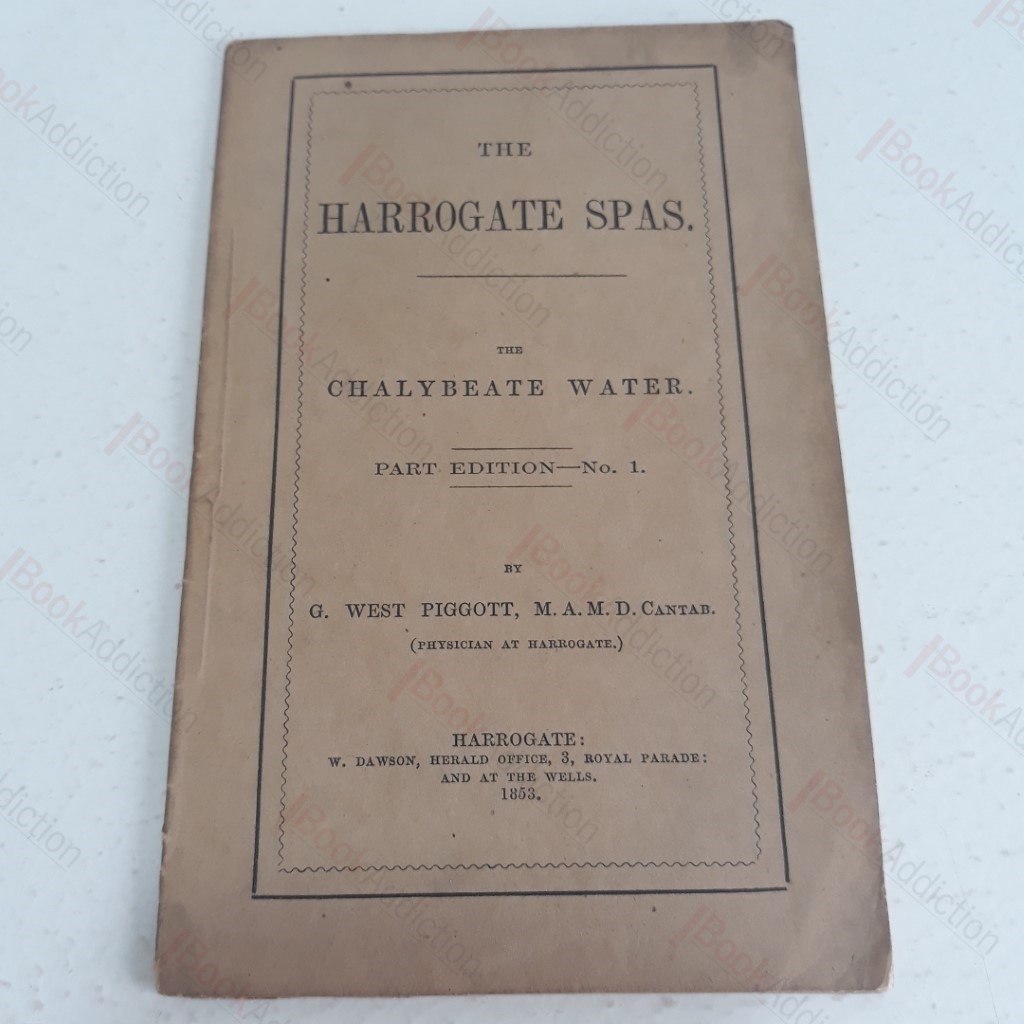 THE
HARROGATE SPAS.
THE
CHALYBEATE WATER.
PART EDITION—No. 1.
BY
G. WEST PIGGOTT, M. A. M. D. CANTAB.
(PHYSICIAN AT HARROGATE.)
HARROGATE:
W. DAWSON, HERALD OFFICE, 3, ROYAL PARADE:
AND AT THE WELLS.
1853.
BookAddiction